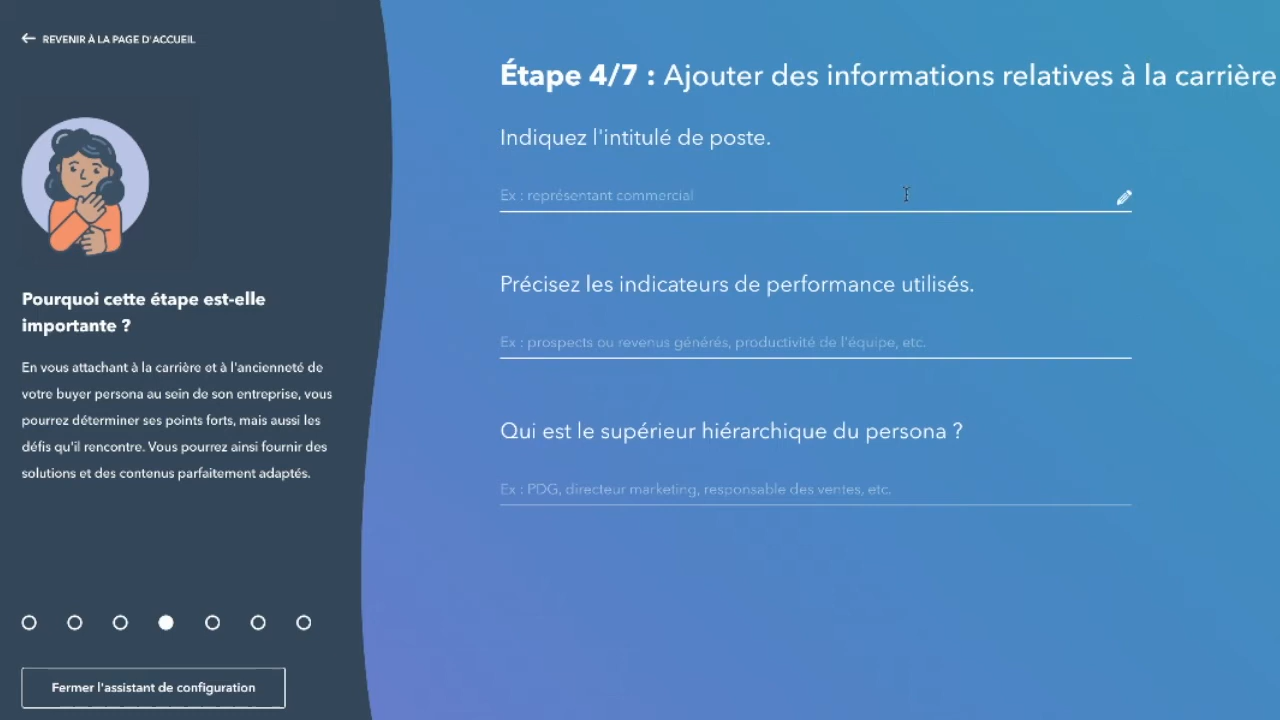 REVENIR À LA PAGE D'ACCUEIL
Pourquoi cette étape est-elle
importante ?
En vous attachant à la carrière et à l'ancienneté de
votre buyer persona au sein de son entreprise, vous
pourrez déterminer ses points forts, mais aussi les
défis qu'il rencontre. Vous pourrez ainsi fournir des
solutions et des contenus parfaitement adaptés.
Fermer l'assistant de configuration
Étape 4/7 : Ajouter des informations relatives à la carrière
Indiquez l'intitulé de poste.
Ex : représentant commercial
Précisez les indicateurs de performance utilisés.
Ex : prospects ou revenus générés, productivité de l'équipe, etc.
Qui est le supérieur hiérarchique du persona ?
Ex : PDG, directeur marketing, responsable des ventes, etc.